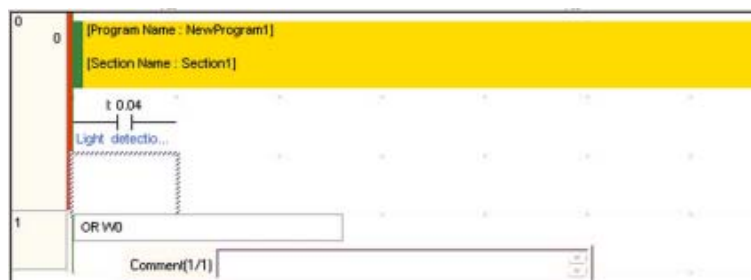 0
0
[Program Name : NewProgram1]
[Section Name : Section1]
I: 0.04
Light detectio...
1
OR W0
Comment(1/1)